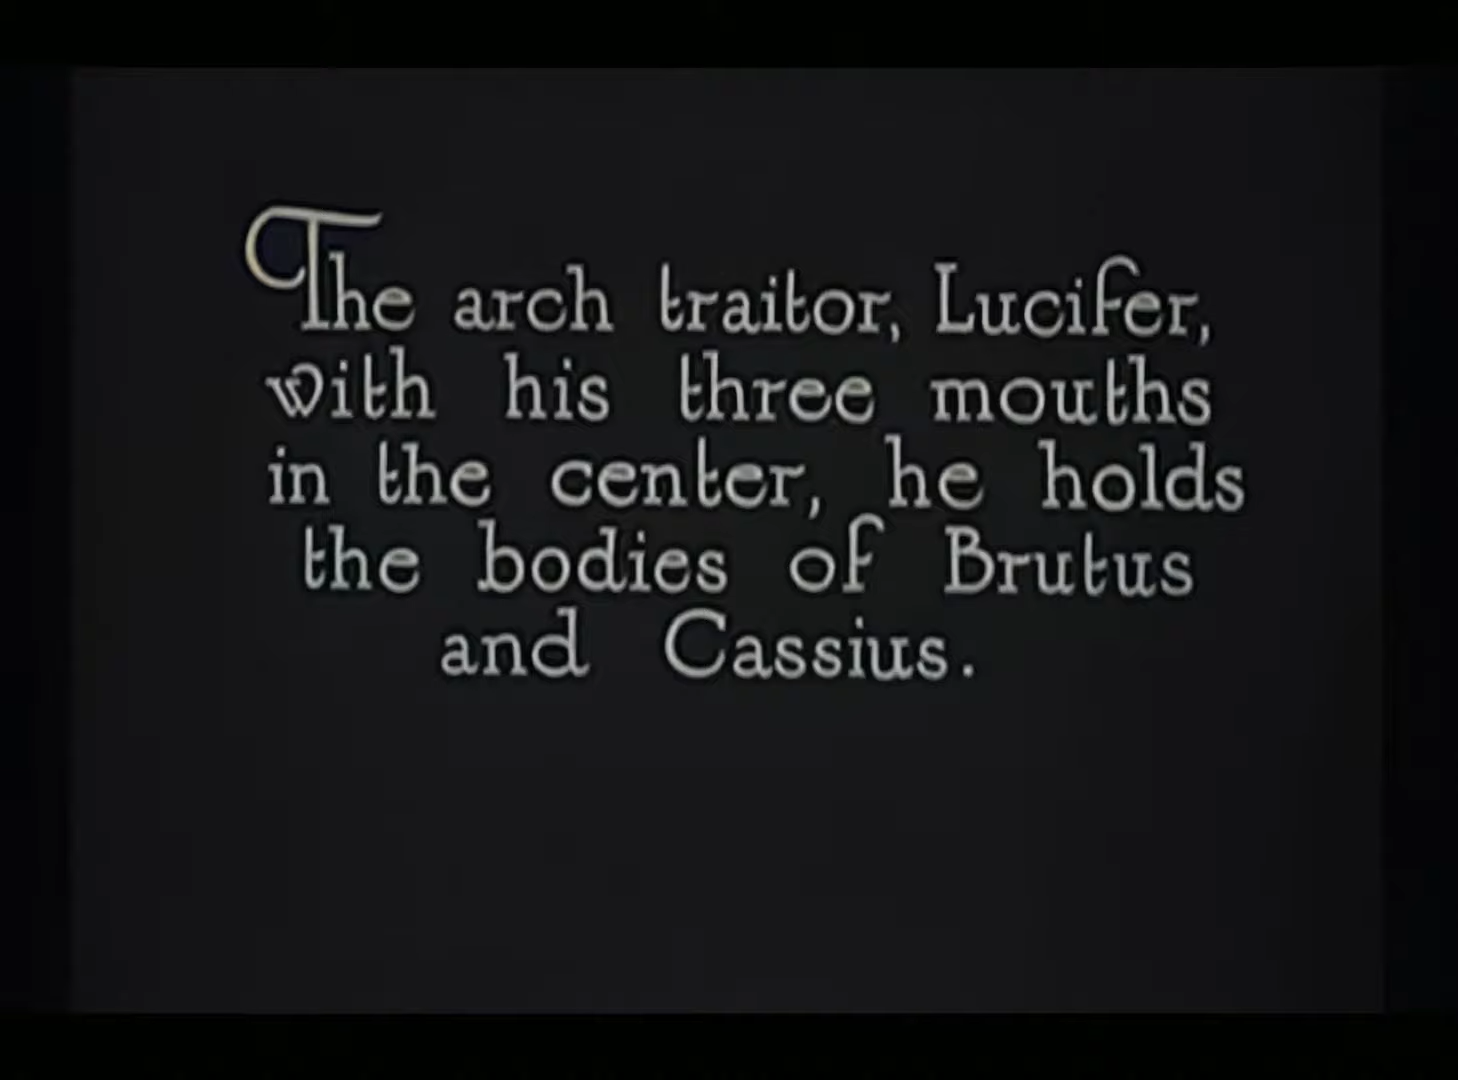 The arch traitor, Lucifer,
with his three mouths
in the center, he holds
the bodies of Brutus
and Cassius.